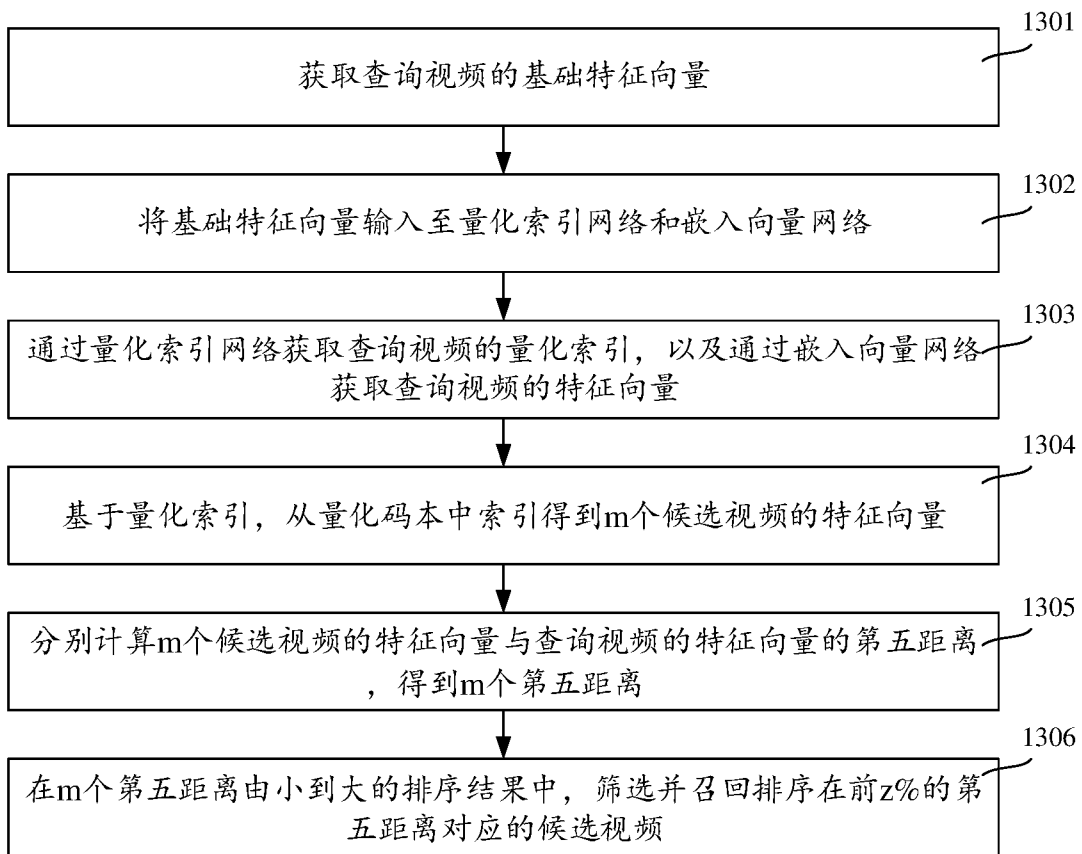 1301
获取查询视频的基础特征向量
1302
将基础特征向量输入至量化索引网络和嵌入向量网络
1303
通过量化索引网络获取查询视频的量化索引，以及通过嵌入向量网络
获取查询视频的特征向量
1304
基于量化索引，从量化码本中索引得到m个候选视频的特征向量
1305
分别计算m个候选视频的特征向量与查询视频的特征向量的第五距离
，得到m个第五距离
1306
在m个第五距离由小到大的排序结果中，筛选并召回排序在前z%的第
五距离对应的候选视频